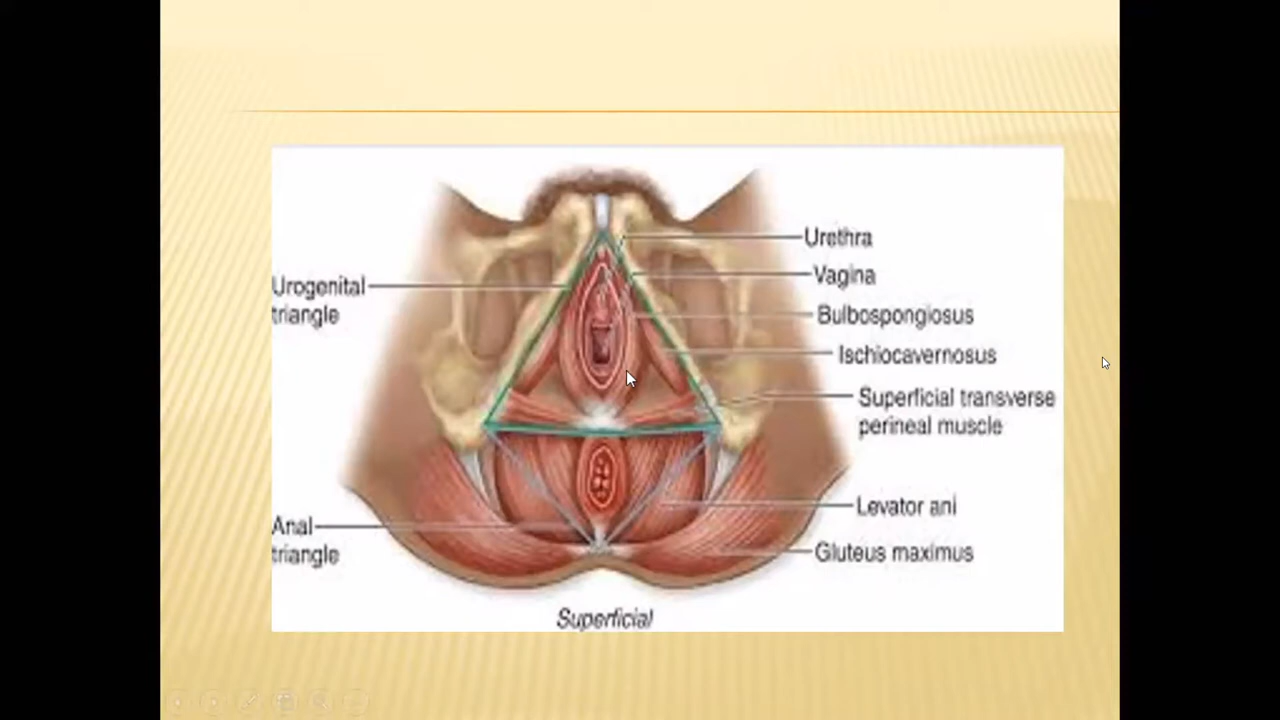 Urethra
Vagina
Urogenital
triangle
Bulbospongiosus
Ischiocavernosus
Superficial transverse
perineal muscle
Levator ani
Anal
triangle
Gluteus maximus
Superficial